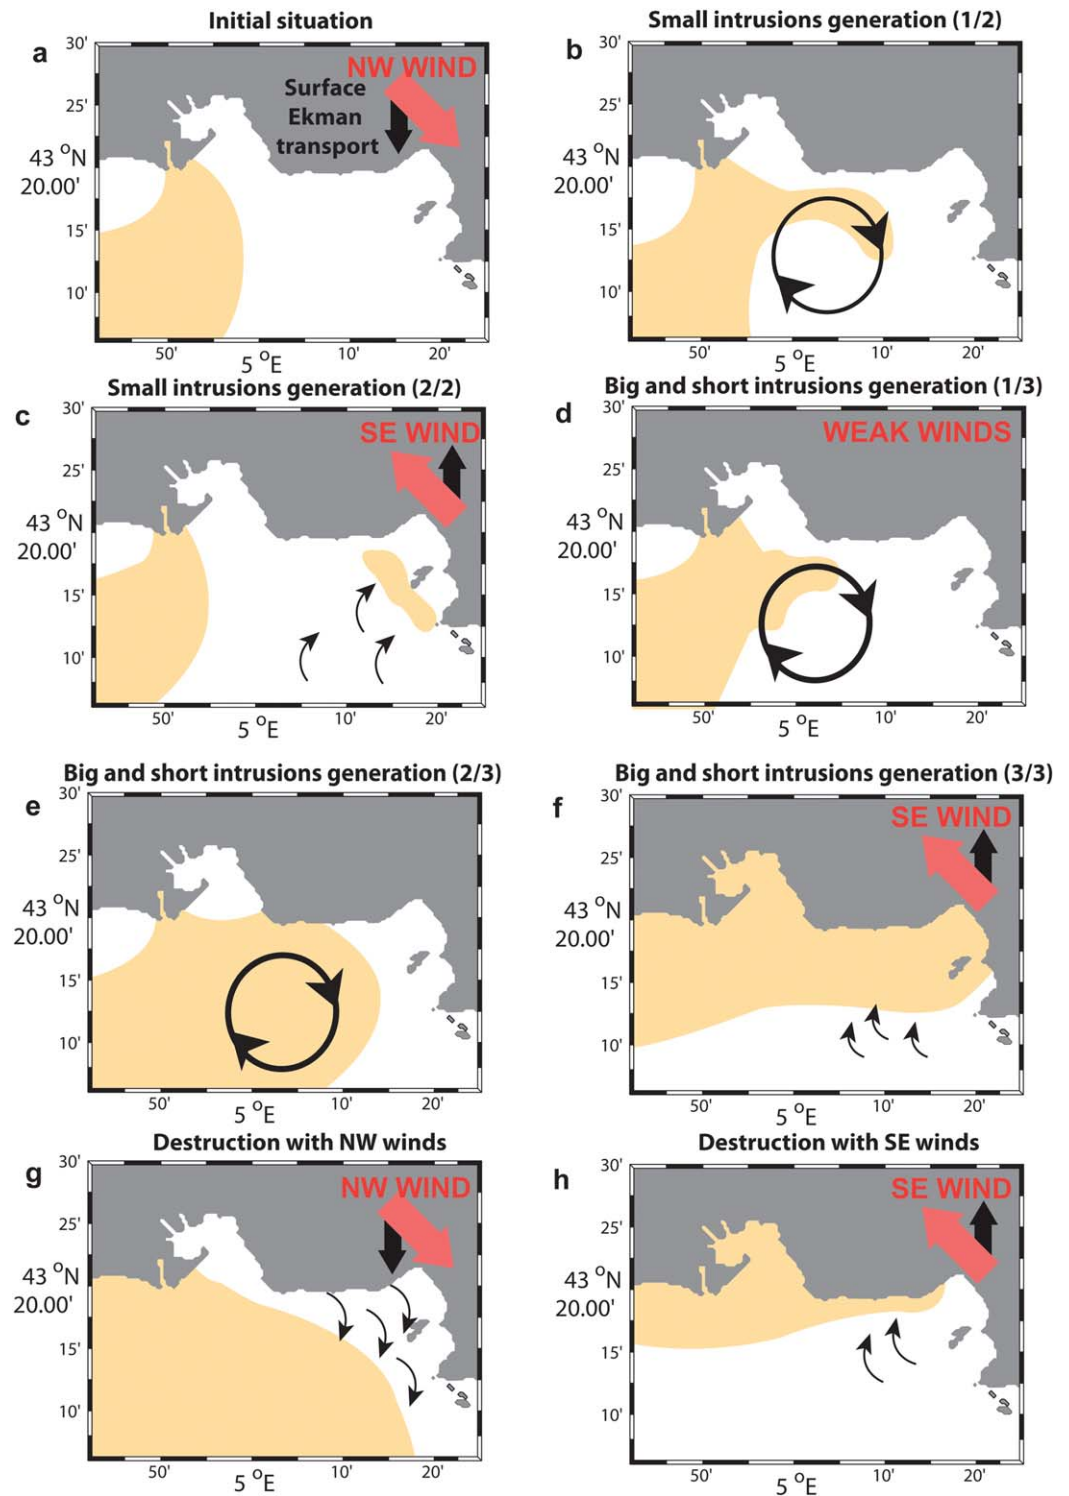 Initial situation
a
30'
NW WIND
Surface
Ekman
transport
25'
43 °N
20.00'
15'
10'
50'
5 °E
10'
20'
Small intrusions generation (1/2)
b
30'
25'
43 °N
20.00'
15'
10'
50'
5 °E
10'
20'
Small intrusions generation (2/2)
c
30'
SE WIND
25'
43 °N
20.00'
15'
10'
50'
5 °E
10'
20'
Big and short intrusions generation (1/3)
d
30'
WEAK WINDS
25'
43 °N
20.00'
15'
10'
50'
5 °E
10'
20'
Big and short intrusions generation (2/3)
e
30'
25'
43 °N
20.00'
15'
10'
50'
5 °E
10'
20'
Big and short intrusions generation (3/3)
f
30'
SE WIND
25'
43 °N
20.00'
15'
10'
50'
5 °E
10'
20'
Destruction with NW winds
g
30'
NW WIND
25'
43 °N
20.00'
15'
10'
50'
5 °E
10'
20'
Destruction with SE winds
h
30'
SE WIND
25'
43 °N
20.00'
15'
10'
50'
5 °E
10'
20'